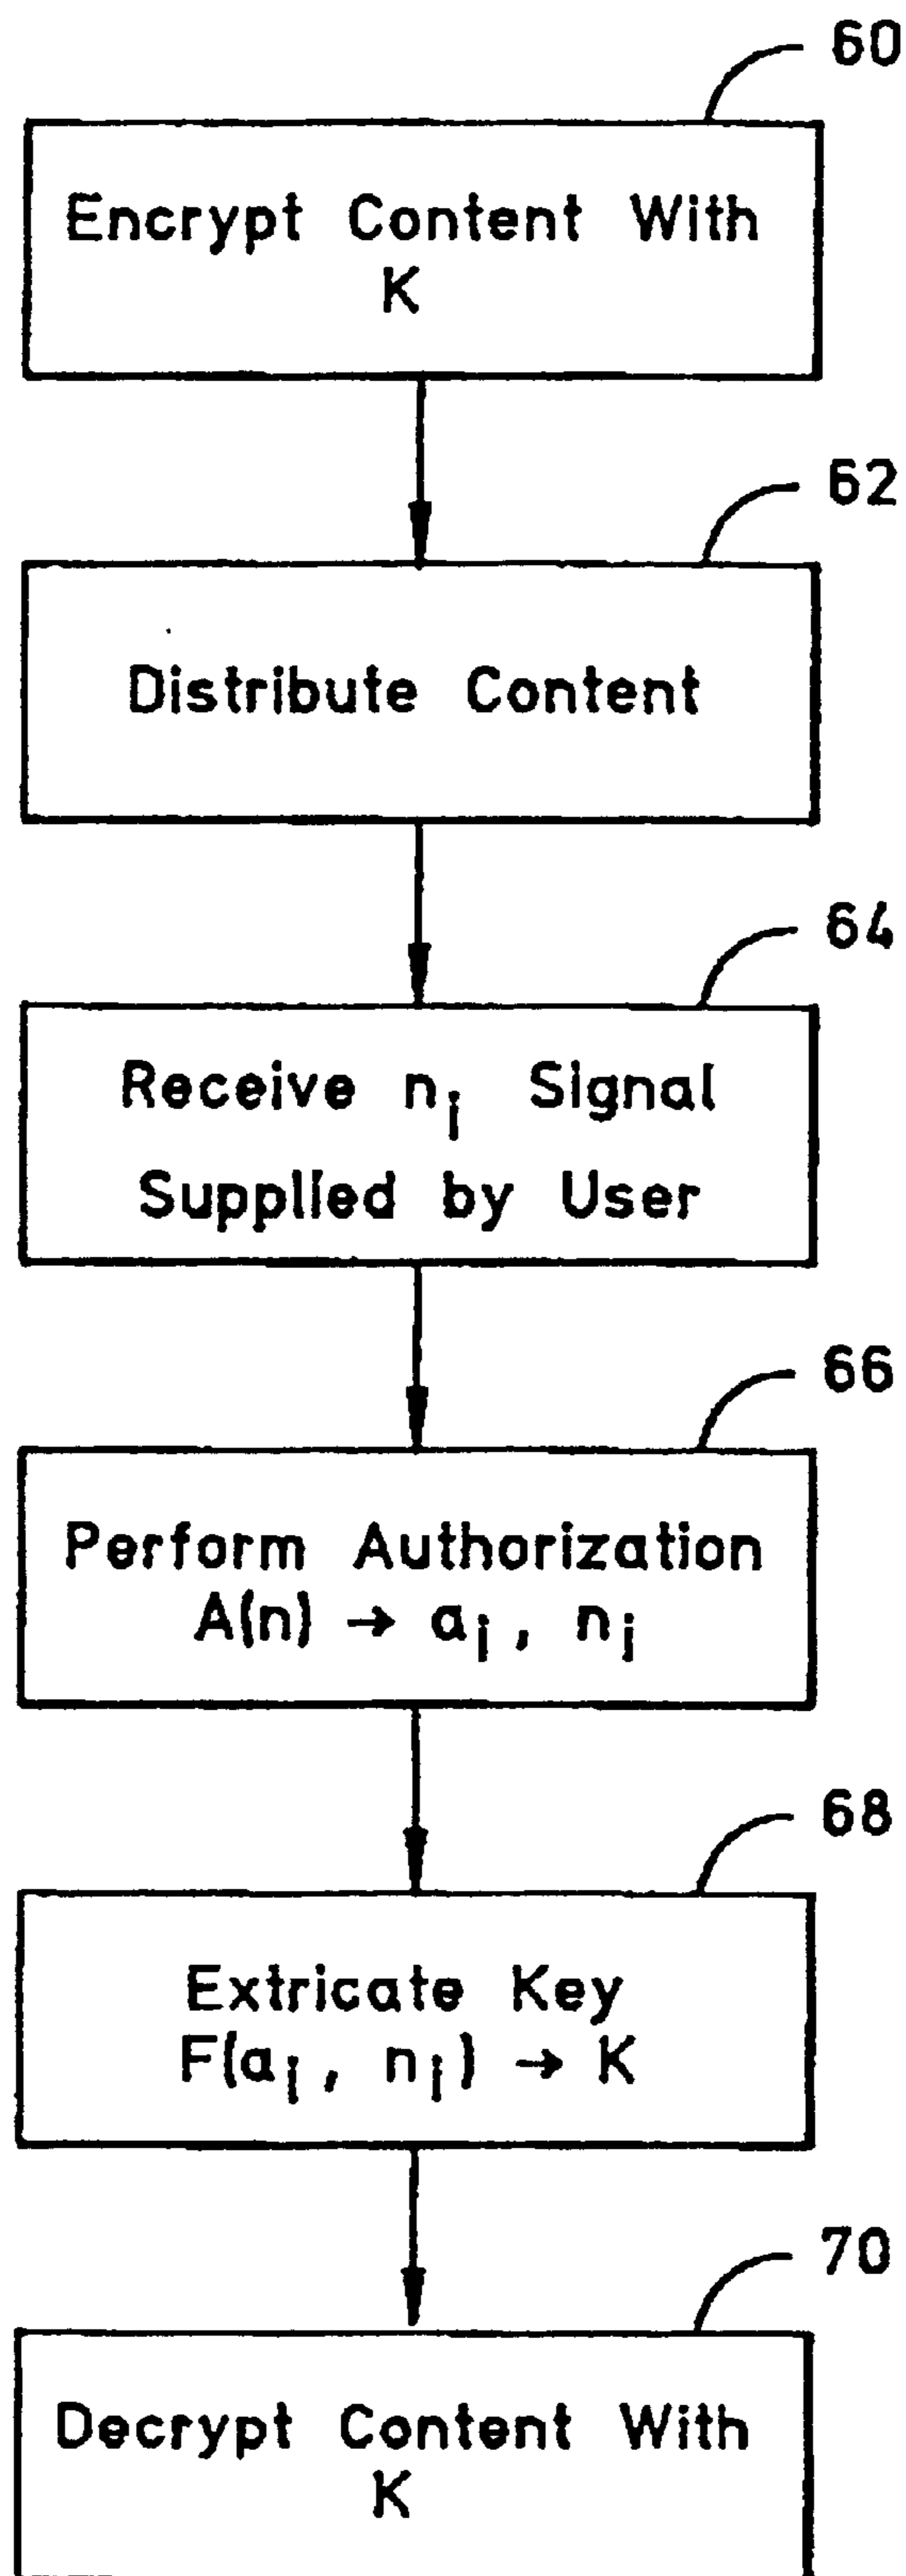 60
Encrypt Content With
K
62
Distribute Content
64
Receive nᵢ Signal
Supplied by User
66
Perform Authorization
A(n) → aᵢ, nᵢ
68
Extricate Key
F(aᵢ, nᵢ) → K
70
Decrypt Content With
K